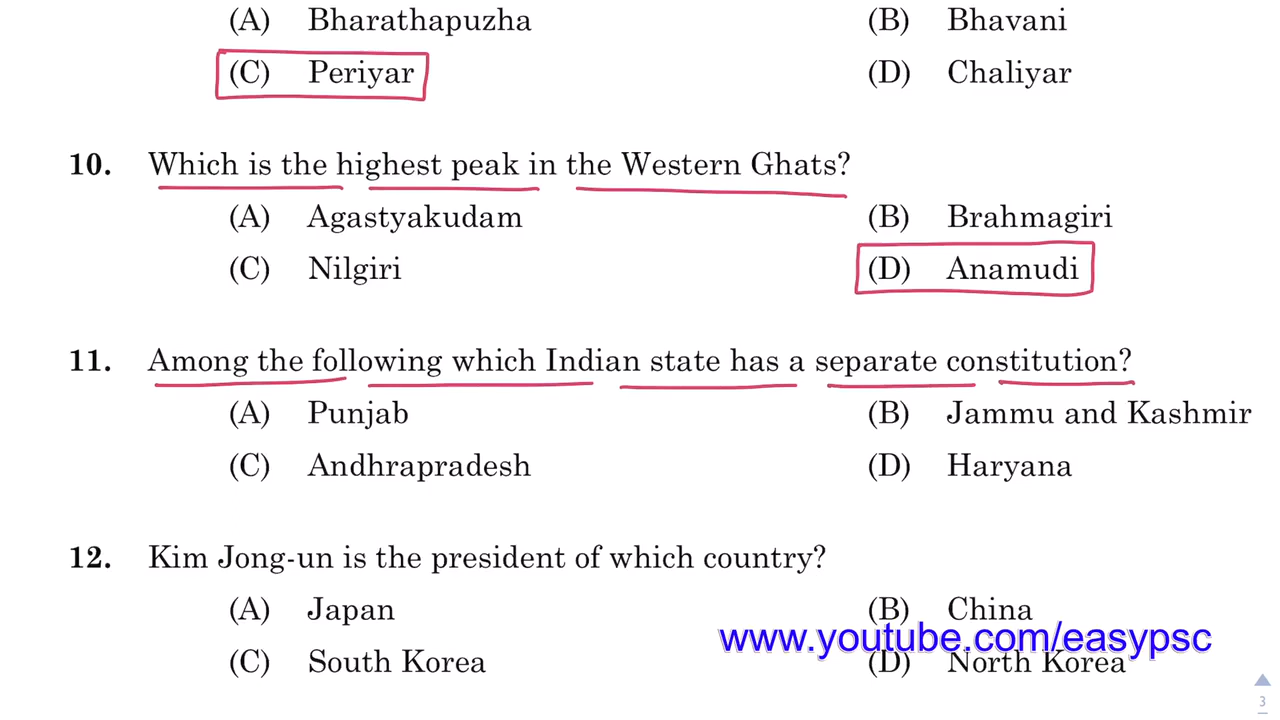 (A) Bharathapuzha (B) Bhavani
(C) Periyar (D) Chaliyar
10. Which is the highest peak in the Western Ghats?
(A) Agastyakudam (B) Brahmagiri
(C) Nilgiri (D) Anamudi
11. Among the following which Indian state has a separate constitution?
(A) Punjab (B) Jammu and Kashmir
(C) Andhrapradesh (D) Haryana
12. Kim Jong-un is the president of which country?
(A) Japan (B) China
www.youtube.com/easypsc
(C) South Korea (D) North Korea
3